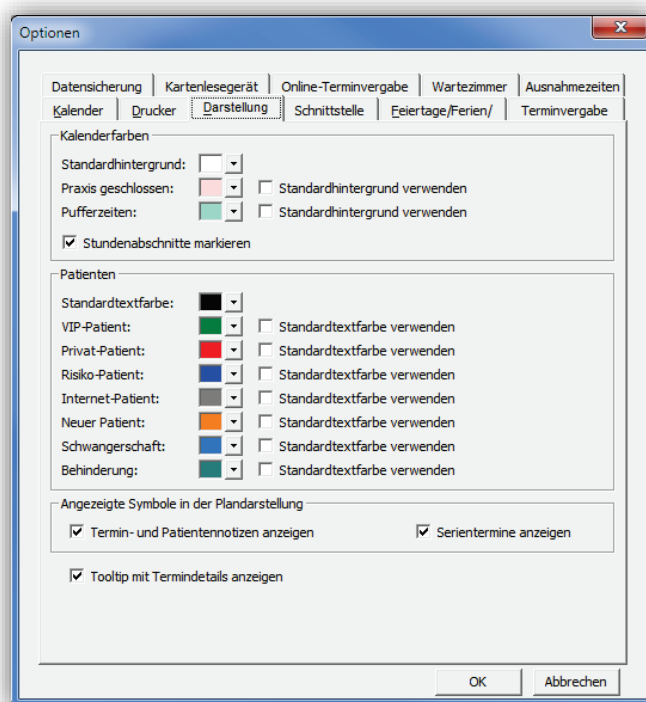 Optionen
Datensicherung Kartenlesegerät Online-Terminvergabe Wartezimmer Ausnahmezeiten
Kalender Drucker Darstellung Schnittstelle Feiertage/Ferien/ Terminvergabe
Kalenderfarben
Standardhintergrund:
Praxis geschlossen: Standardhintergrund verwenden
Pufferzeiten: Standardhintergrund verwenden
Stundenabschnitte markieren
Patienten
Standardtextfarbe:
VIP-Patient: Standardtextfarbe verwenden
Privat-Patient: Standardtextfarbe verwenden
Risiko-Patient: Standardtextfarbe verwenden
Internet-Patient: Standardtextfarbe verwenden
Neuer Patient: Standardtextfarbe verwenden
Schwangerschaft: Standardtextfarbe verwenden
Behinderung: Standardtextfarbe verwenden
Angezeigte Symbole in der Plandarstellung
Termin- und Patientennotizen anzeigen Serientermine anzeigen
Tooltip mit Termindetails anzeigen
OK Abbrechen